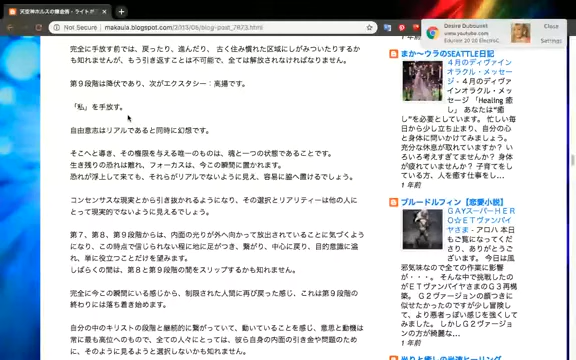 天空神ホルスの錬金術 - ライトが
Not Secure | makaula.blogspot.com/2013/06/blog-post_7873.html
Desire Dubounet
www.youtube.com
Close
Settings
完全に手放す前では、戻ったり、進んだり、 古く住み慣れた区域にしがみついたりするか
も知れませんが、もう引き返すことは不可能で、全ては解放されなければなりません。
第９段階は降伏であり、次がエクスタシー：高揚です。
「私」を手放す。
自由意志はリアルであると同時に幻想です。
そこへと導き、その権限を与える唯一のものは、魂と一つの状態であることです。
生き残りの恐れは離れ、フォーカスは、今この瞬間に置かれます。
恐れが浮上して来ても、それらがリアルでないように見え、容易に脇へ置けるでしょう。
コンセンサスな現実とから引き抜かれるようになり、その選択とリアリティーは他の人に
とって現実的でないように見えるでしょう。
第７、第８、第９段階からは、内面の光りが外へ向かって放出されていることに気づくよう
になり、この時点で信じられない程に地に足がつき、繋がり、中心に戻り、目的意識に溢
れ、単に役立つことだけを望みます。
しばらくの間は、第８と第９段階の間をスリップするかも知れません。
完全に今この瞬間にいる感じから、制限された人間に再び戻った感じ、これは第９段階の
終わりには落ち着き始めます。
自分の中のキリストの段階と継続的に繋がっていて、動いていることを感じ、意思と動機は
常に最も高位へのもので、全ての人々にとっては、彼ら自身の内面の引き金や問題のため
に、そのように見えるようと選択しないかも知れません。
まか〜ウラのSEATTLE日記
４月のディヴァイン
オラクル・メッセー
ジ - ４月のディヴァ
インオラクル・メッ
セージ 「Healing 癒
し」 あなたは"癒
し"を必要としています。 忙しい毎
日から少し立ち止まり、自分の心
と身体に問いかけてみましょう。
充分な休息が取れていますか？ い
ろいろ考えすぎてませんか？ 身体
が疲れていませんか？ 子育てをし
ている方、人を癒す仕事をし...
1 年前
ブルードルフィン【恋愛小説】
ＧＡＹスーパーＨＥＲ
Ｏ☆ＥＴヴァンパイ
ヤさま - アロハ 本日
もご覧になってくださ
り、ありがとうござ
います。今日は風
邪気味なので全ての作業に影響
が・・・。 そんな中で挑戦したの
がＥＴヴァンパイヤさまのＧ３再構
築。 Ｇ２ヴァージョンの顔つきに
似せたかったのですが少し冒険し
て、より若者っぽい感じを強くして
みました。 しかしＧ２ヴァージョ
ンの方が綺麗な...
1 年前